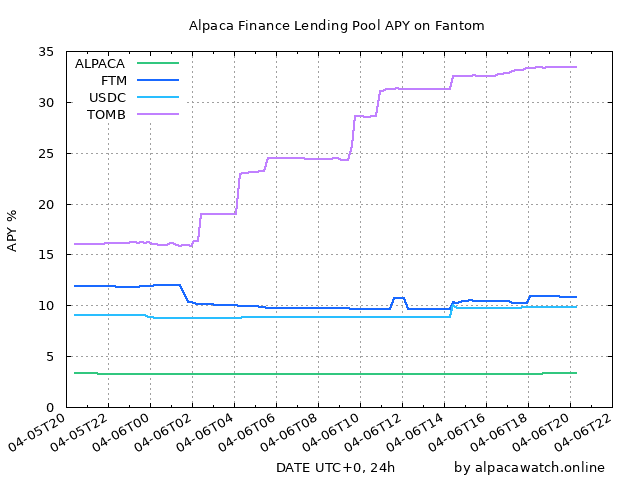 Alpaca Finance Lending Pool APY on Fantom
35
30
25
20
15
10
5
0
APY %
ALPACA
FTM
USDC
TOMB
04-05T20
04-05T22
04-06T00
04-06T02
04-06T04
04-06T06
04-06T08
04-06T10
04-06T12
04-06T14
04-06T16
04-06T18
04-06T20
04-06T22
DATE UTC+0, 24h
by alpacawatch.online